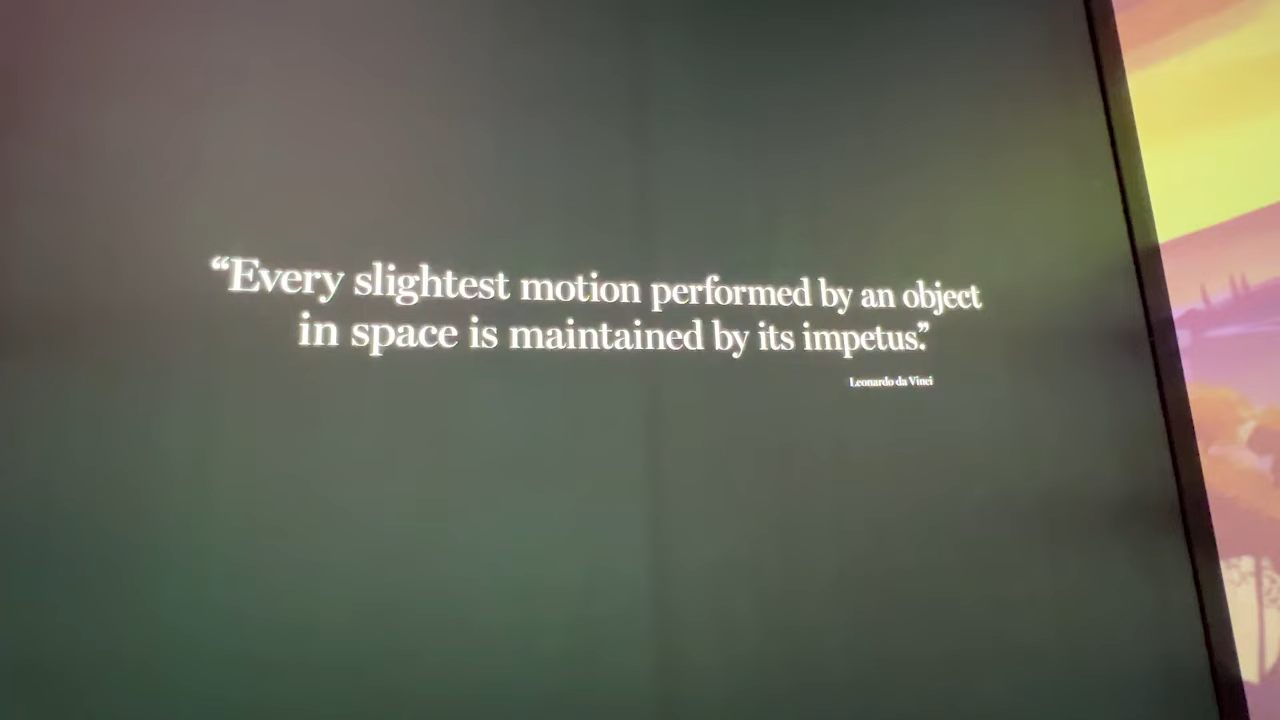 “Every slightest motion performed by an object
in space is maintained by its impetus.”
Leonardo da Vinci